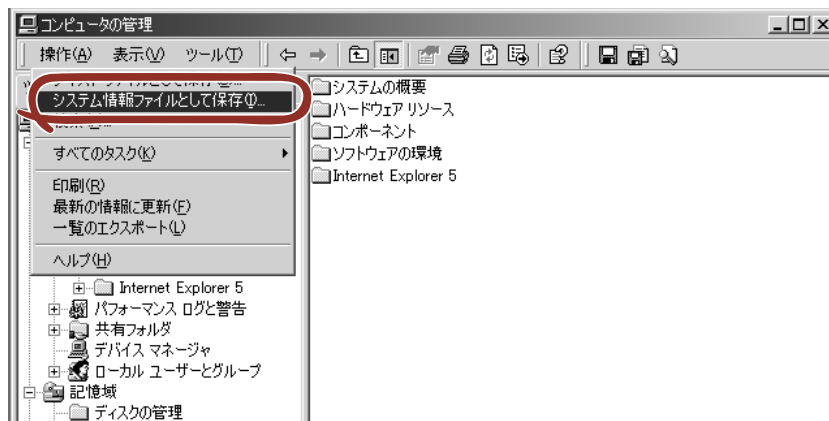 コンピュータの管理
操作(A) 表示(V) ツール(T)
システム情報ファイルとして保存(I)...
すべてのタスク(K)
印刷(R)
最新の情報に更新(F)
一覧のエクスポート(L)
ヘルプ(H)
Internet Explorer 5
パフォーマンス ログと警告
共有フォルダ
デバイス マネージャ
ローカル ユーザーとグループ
記憶域
ディスクの管理
システムの概要
ハードウェア リソース
コンポーネント
ソフトウェアの環境
Internet Explorer 5